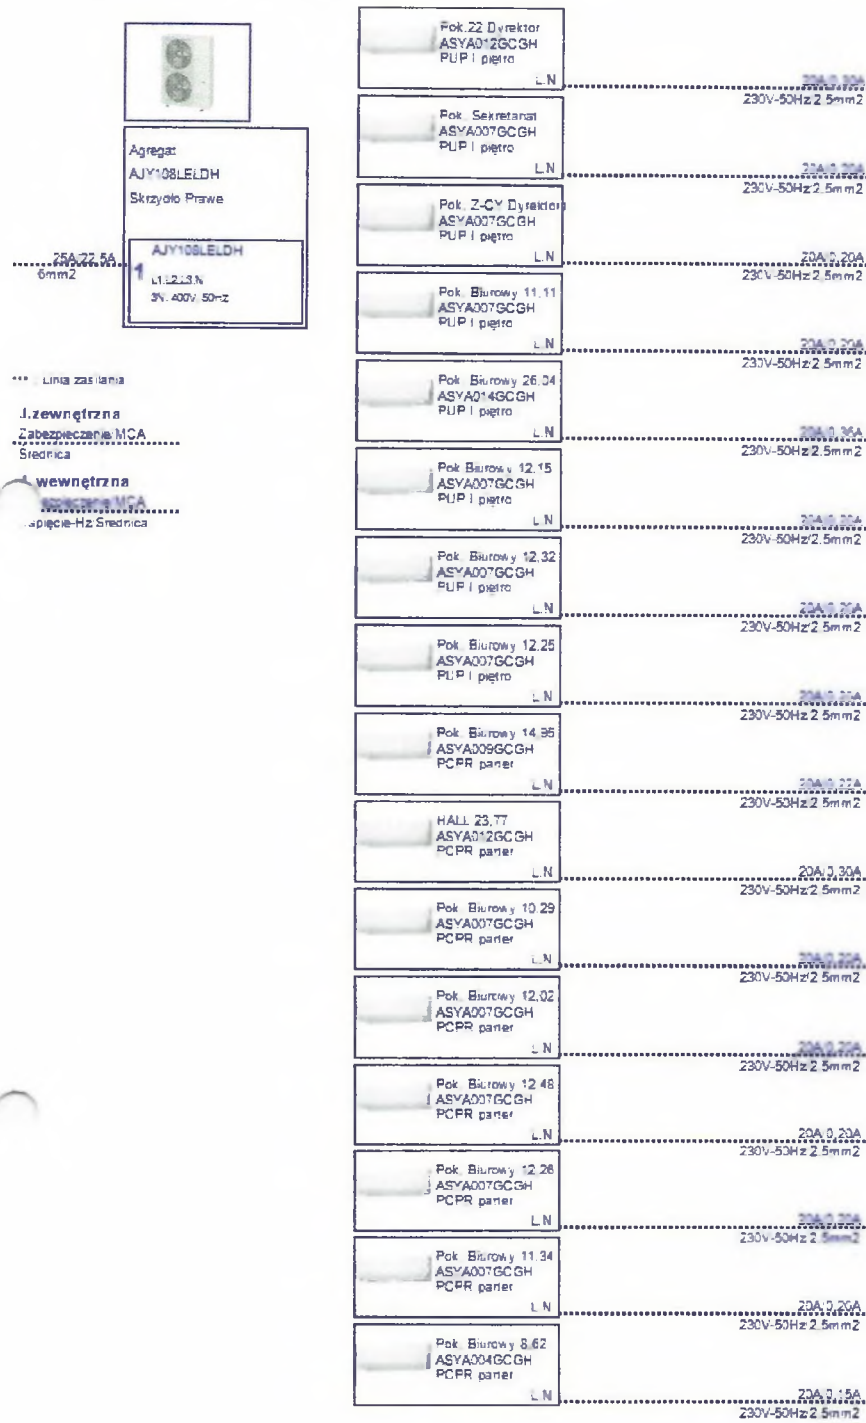 Agregat
AJY108LELDH
Skrzydło Prawe
25A/22.5A
6mm2
AJY108LELDH
1
L1,L2,L3,N
3N, 400V, 50Hz
*** : Linia zasilania
J.zewnętrzna
Zabezpieczenie/MCA
Średnica
wewnętrzna
/MCA
-Hz/Średnica
Pok.22 Dyrektor
ASYA012GCGH
PUP I piętro
L.N
20A/0.30A
230V-50Hz/2.5mm2
Pok. Sekretariat
ASYA007GCGH
PUP I piętro
L.N
20A/0.20A
230V-50Hz/2.5mm2
Pok. Z-CY Dyrektora
ASYA007GCGH
PUP I piętro
L.N
20A/0.20A
230V-50Hz/2.5mm2
Pok. Biurowy 11,11
ASYA007GCGH
PUP I piętro
L.N
20A/0.20A
230V-50Hz/2.5mm2
Pok. Biurowy 26,04
ASYA014GCGH
PUP I piętro
L.N
20A/0.36A
230V-50Hz/2.5mm2
Pok Biurowy 12,15
ASYA007GCGH
PUP I piętro
L.N
20A/0.20A
230V-50Hz/2.5mm2
Pok. Biurowy 12,32
ASYA007GCGH
PUP I piętro
L.N
20A/0.20A
230V-50Hz/2.5mm2
Pok. Biurowy 12,25
ASYA007GCGH
PUP I piętro
L.N
20A/0.20A
230V-50Hz/2.5mm2
Pok. Biurowy 14,95
ASYA009GCGH
PCPR parter
L.N
20A/0.22A
230V-50Hz/2.5mm2
HALL 23,77
ASYA012GCGH
PCPR parter
L.N
20A/0.30A
230V-50Hz/2.5mm2
Pok. Biurowy 10,29
ASYA007GCGH
PCPR parter
L.N
20A/0.20A
230V-50Hz/2.5mm2
Pok. Biurowy 12,02
ASYA007GCGH
PCPR parter
L.N
20A/0.20A
230V-50Hz/2.5mm2
Pok. Biurowy 12,48
ASYA007GCGH
PCPR parter
L.N
20A/0.20A
230V-50Hz/2.5mm2
Pok. Biurowy 12,26
ASYA007GCGH
PCPR parter
L.N
20A/0.20A
230V-50Hz/2.5mm2
Pok. Biurowy 11,34
ASYA007GCGH
PCPR parter
L.N
20A/0.20A
230V-50Hz/2.5mm2
Pok. Biurowy 8,62
ASYA004GCGH
PCPR parter
L.N
20A/0.15A
230V-50Hz/2.5mm2